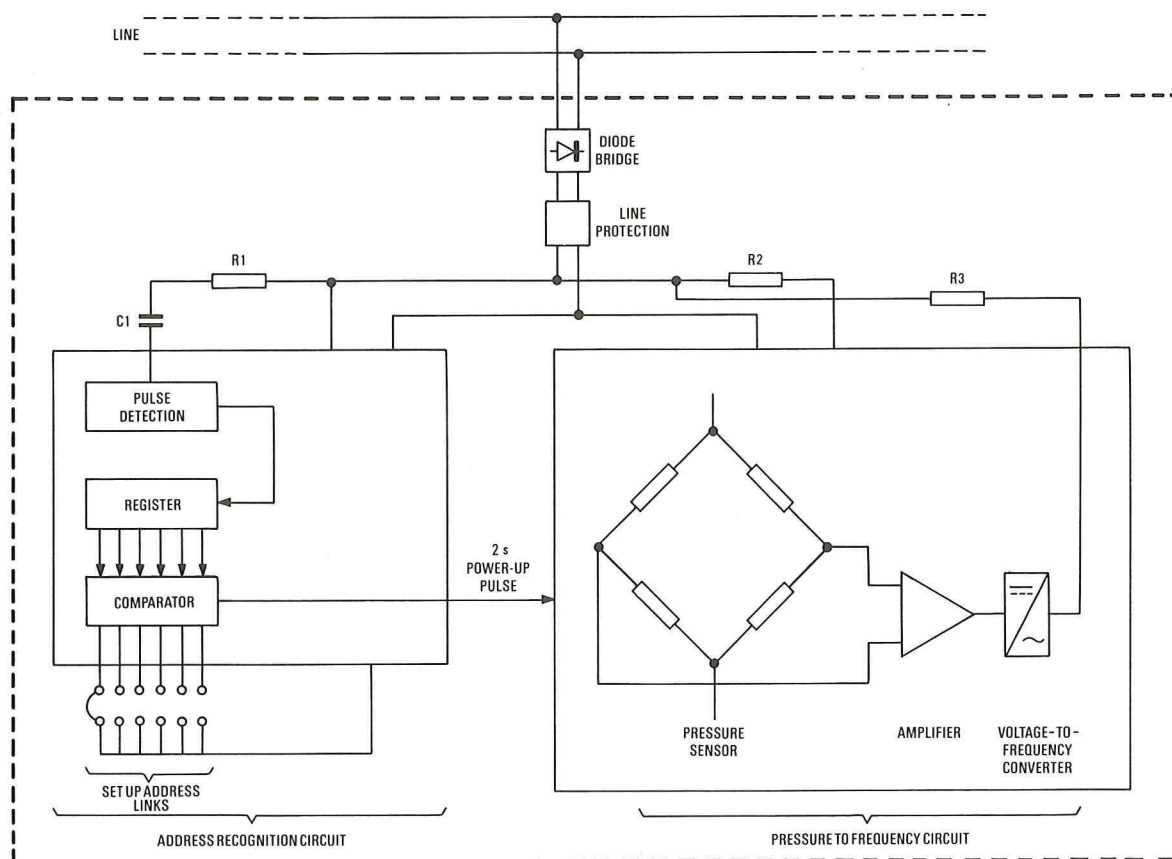 LINE
DIODE
BRIDGE
LINE
PROTECTION
R1
R2
R3
C1
PULSE
DETECTION
REGISTER
COMPARATOR
2 s
POWER-UP
PULSE
PRESSURE
SENSOR
AMPLIFIER
VOLTAGE-TO-
FREQUENCY
CONVERTER
SET UP ADDRESS
LINKS
ADDRESS RECOGNITION CIRCUIT
PRESSURE TO FREQUENCY CIRCUIT